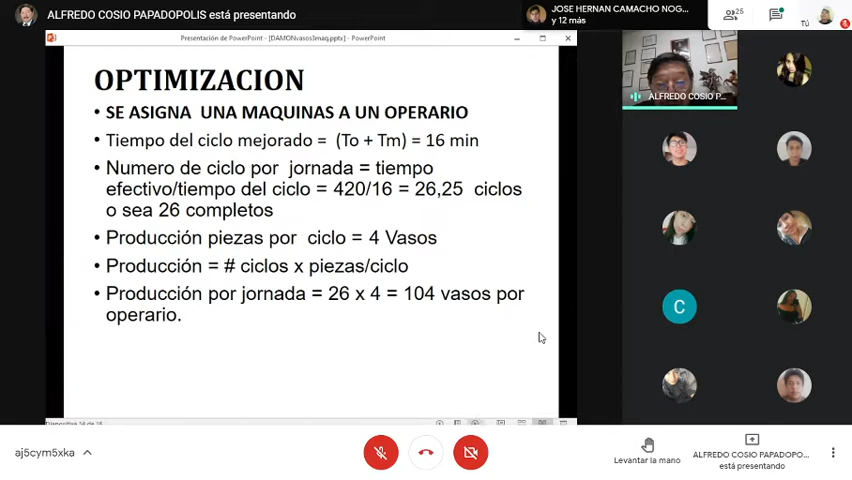 ALFREDO COSIO PAPADOPOLIS está presentando
JOSE HERNAN CAMACHO NOG...
y 12 más
25
Tú
Presentación de PowerPoint - [DAMONvasos3maq.pptx] - PowerPoint
OPTIMIZACION
• SE ASIGNA UNA MAQUINAS A UN OPERARIO
• Tiempo del ciclo mejorado = (To + Tm) = 16 min
• Numero de ciclo por jornada = tiempo
efectivo/tiempo del ciclo = 420/16 = 26,25 ciclos
o sea 26 completos
• Producción piezas por ciclo = 4 Vasos
• Producción = # ciclos x piezas/ciclo
• Producción por jornada = 26 x 4 = 104 vasos por
operario.
ALFREDO COSIO P...
C
aj5cym5xka
Levantar la mano
ALFREDO COSIO PAPADOPO...
está presentando